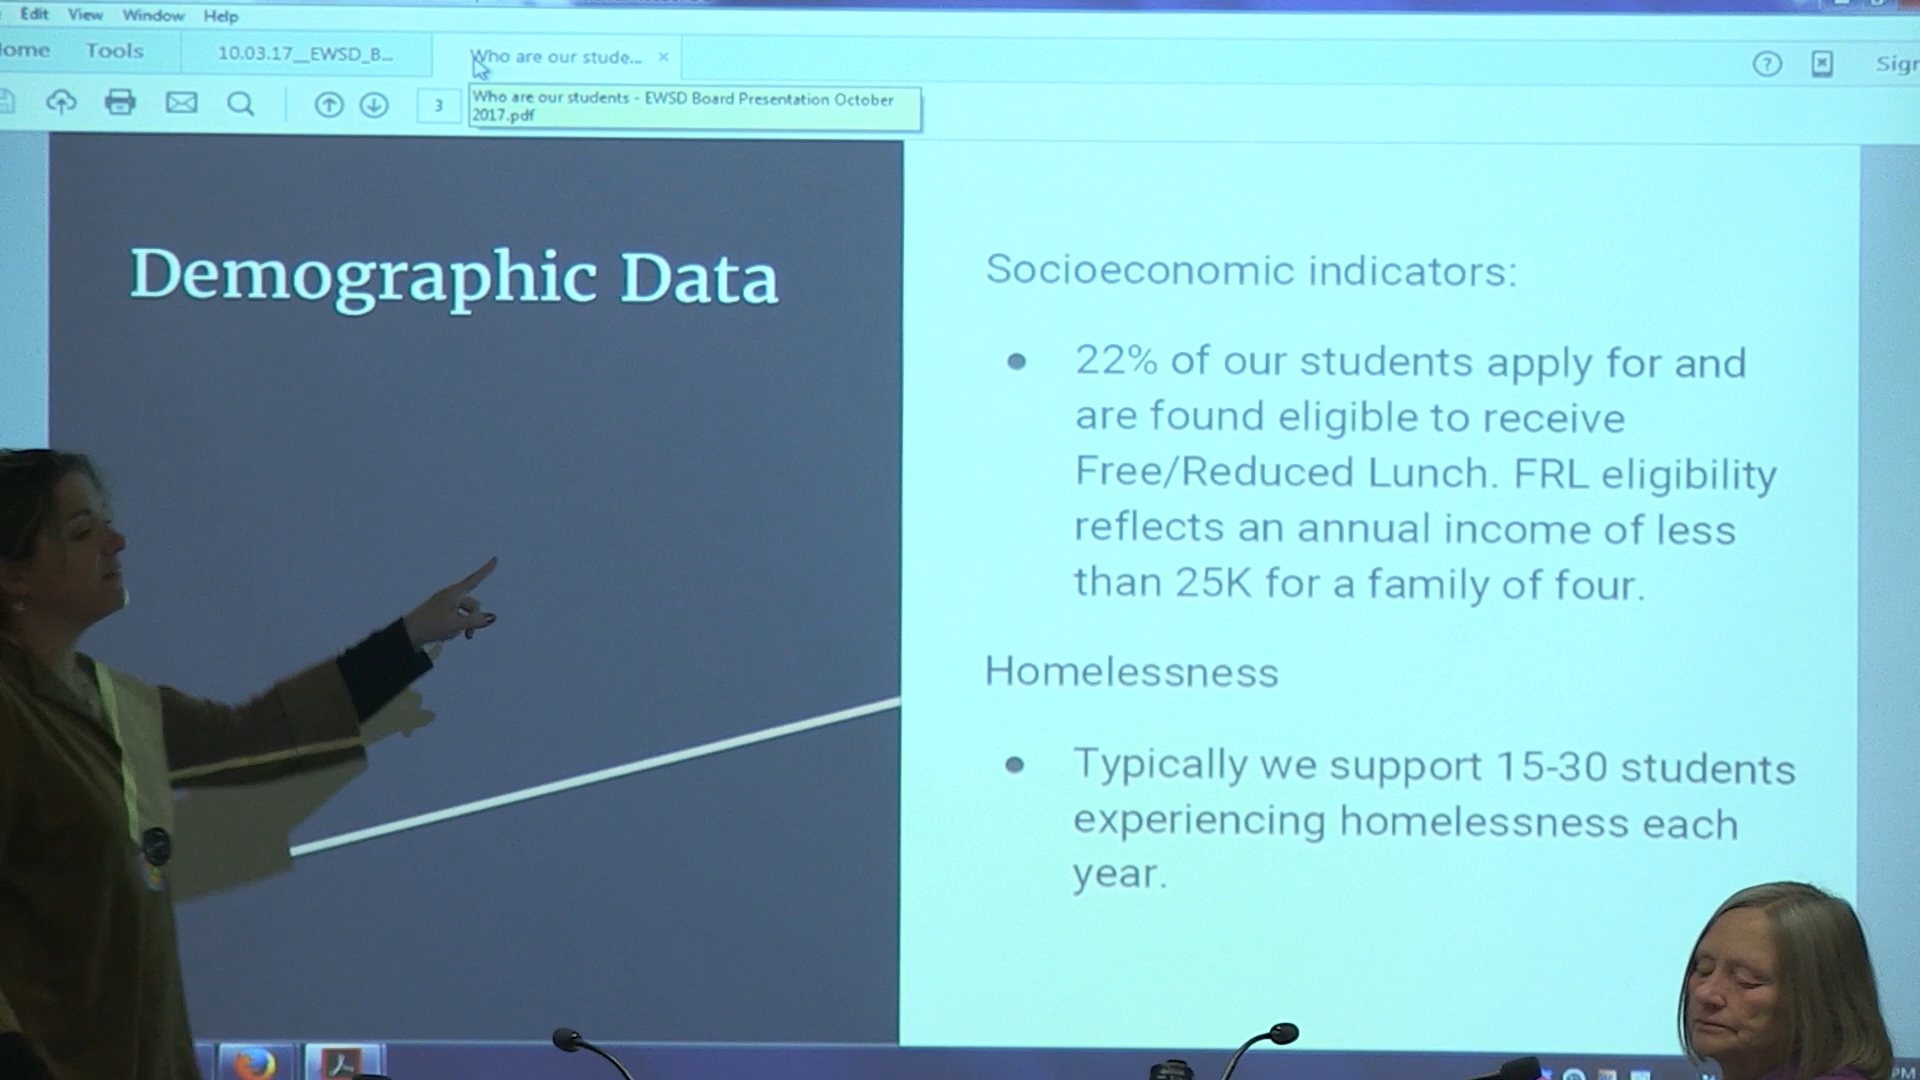 Edit View Window Help
Tools 10.03.17__EWSD_B... Who are our stude... ×
3
Who are our students - EWSD Board Presentation October
2017.pdf
Demographic Data
Socioeconomic indicators:
● 22% of our students apply for and
are found eligible to receive
Free/Reduced Lunch. FRL eligibility
reflects an annual income of less
than 25K for a family of four.
Homelessness
● Typically we support 15-30 students
experiencing homelessness each
year.
PM